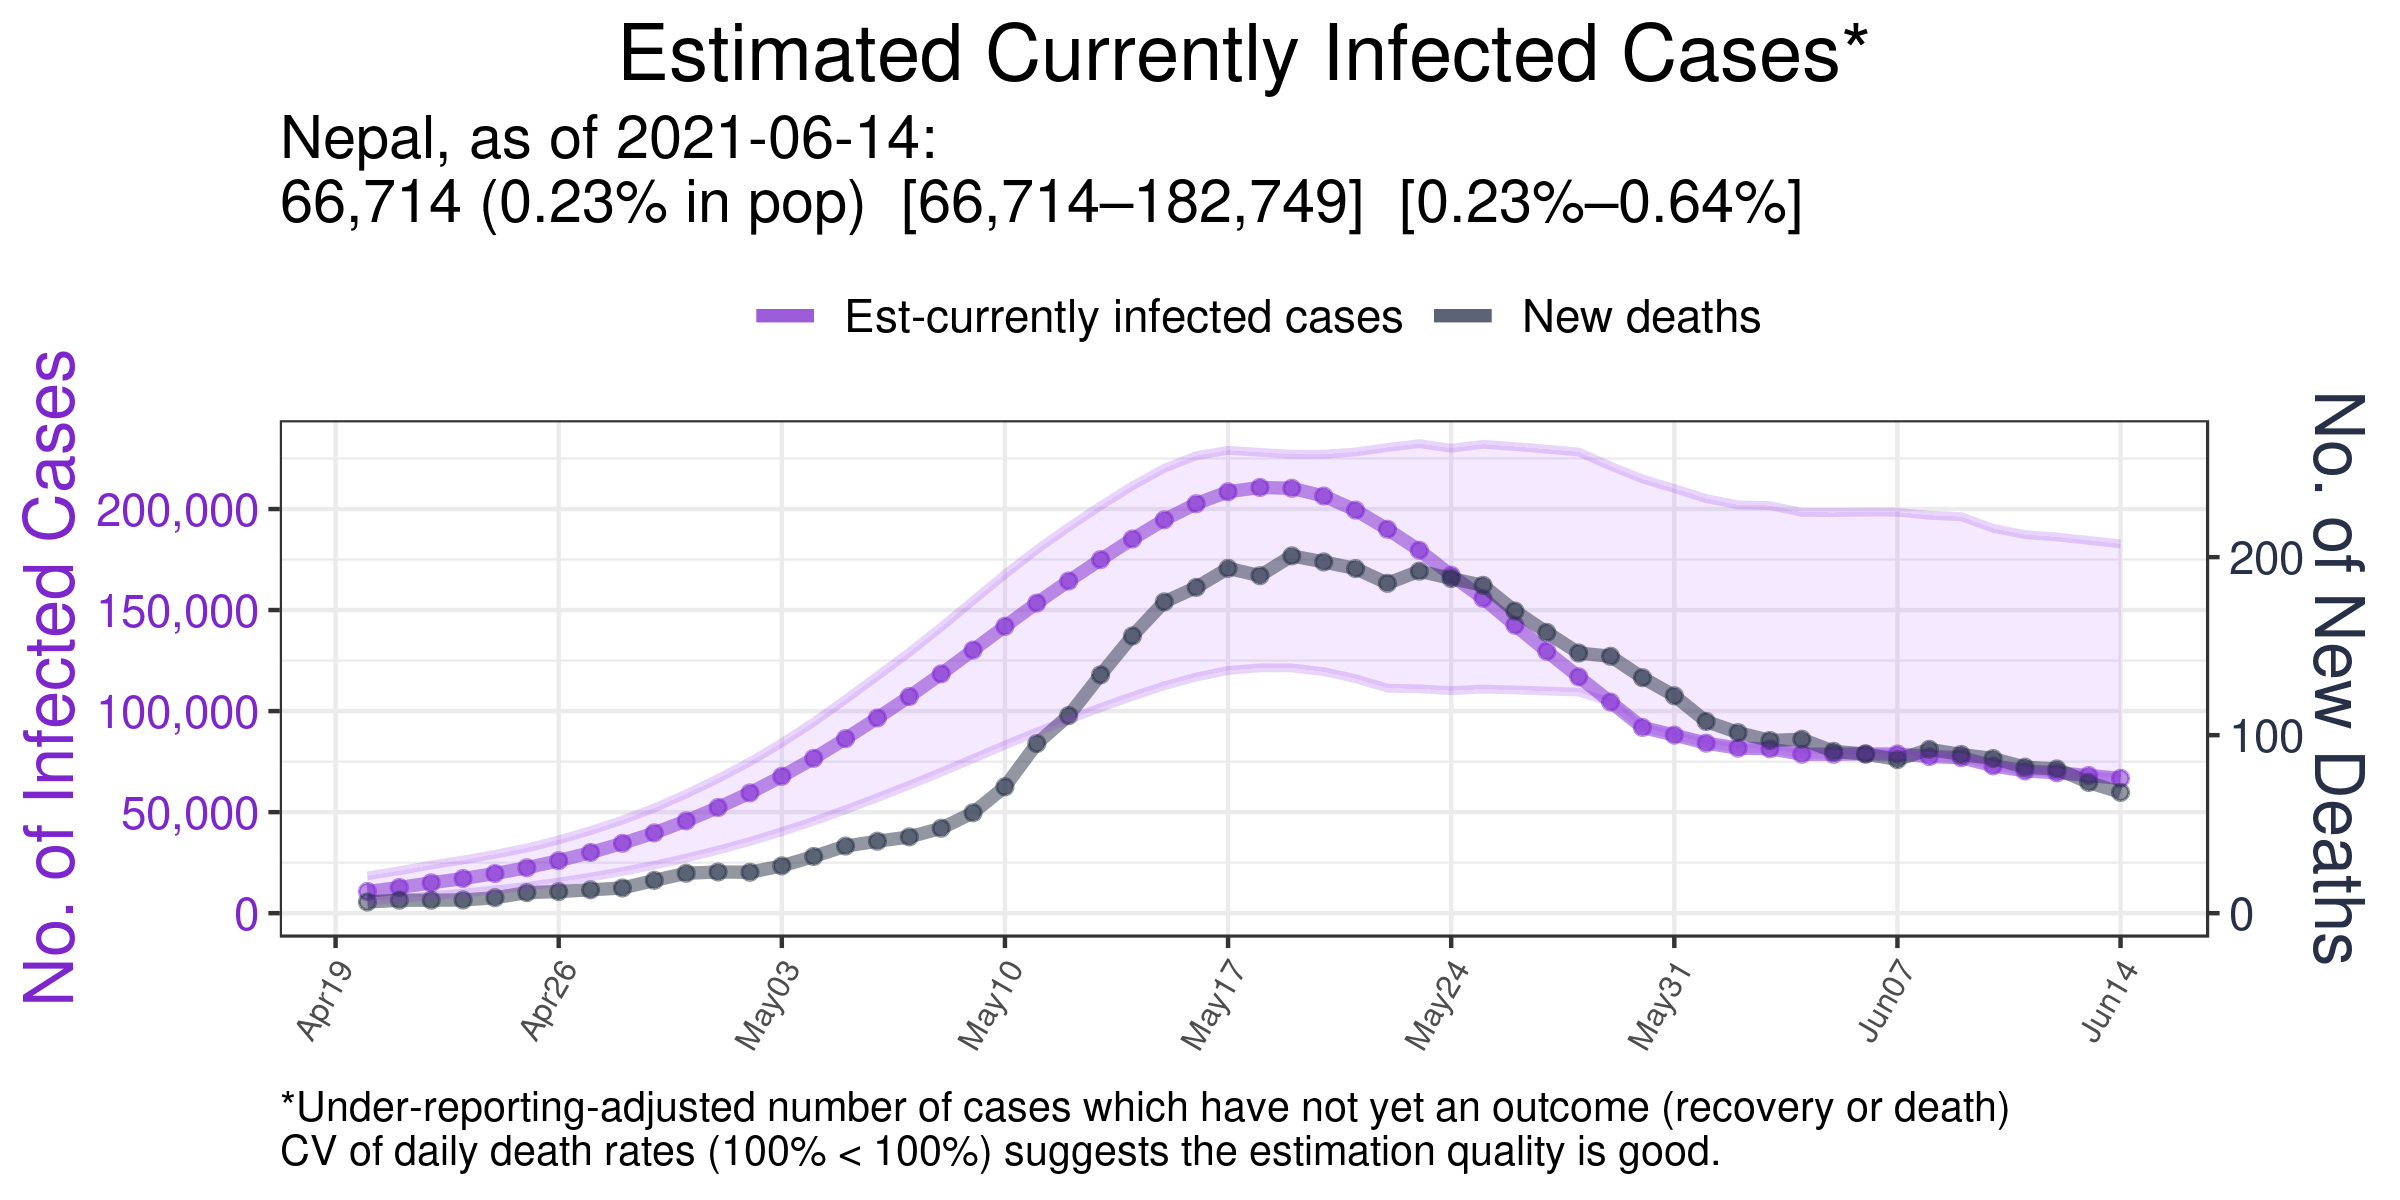 Estimated Currently Infected Cases*
Nepal, as of 2021-06-14:
66,714 (0.23% in pop) [66,714–182,749] [0.23%–0.64%]
Est-currently infected cases New deaths
No. of Infected Cases
200,000
150,000
100,000
50,000
0
200
100
0
No. of New Deaths
Apr19 Apr26 May03 May10 May17 May24 May31 Jun07 Jun14
*Under-reporting-adjusted number of cases which have not yet an outcome (recovery or death)
CV of daily death rates (100% < 100%) suggests the estimation quality is good.